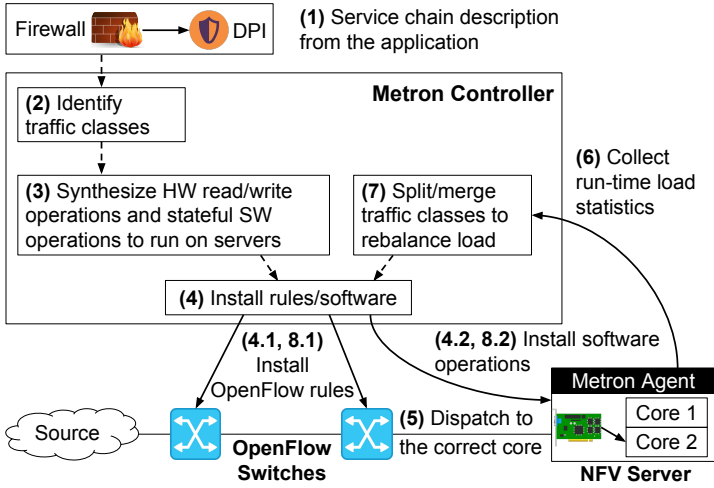 Firewall
DPI
(1) Service chain description
from the application
Metron Controller
(2) Identify
traffic classes
(3) Synthesize HW read/write
operations and stateful SW
operations to run on servers
(7) Split/merge
traffic classes to
rebalance load
(6) Collect
run-time load
statistics
(4) Install rules/software
(4.1, 8.1)
Install
OpenFlow rules
(4.2, 8.2) Install software
operations
Metron Agent
Core 1
Core 2
NFV Server
Source
OpenFlow
Switches
(5) Dispatch to
the correct core